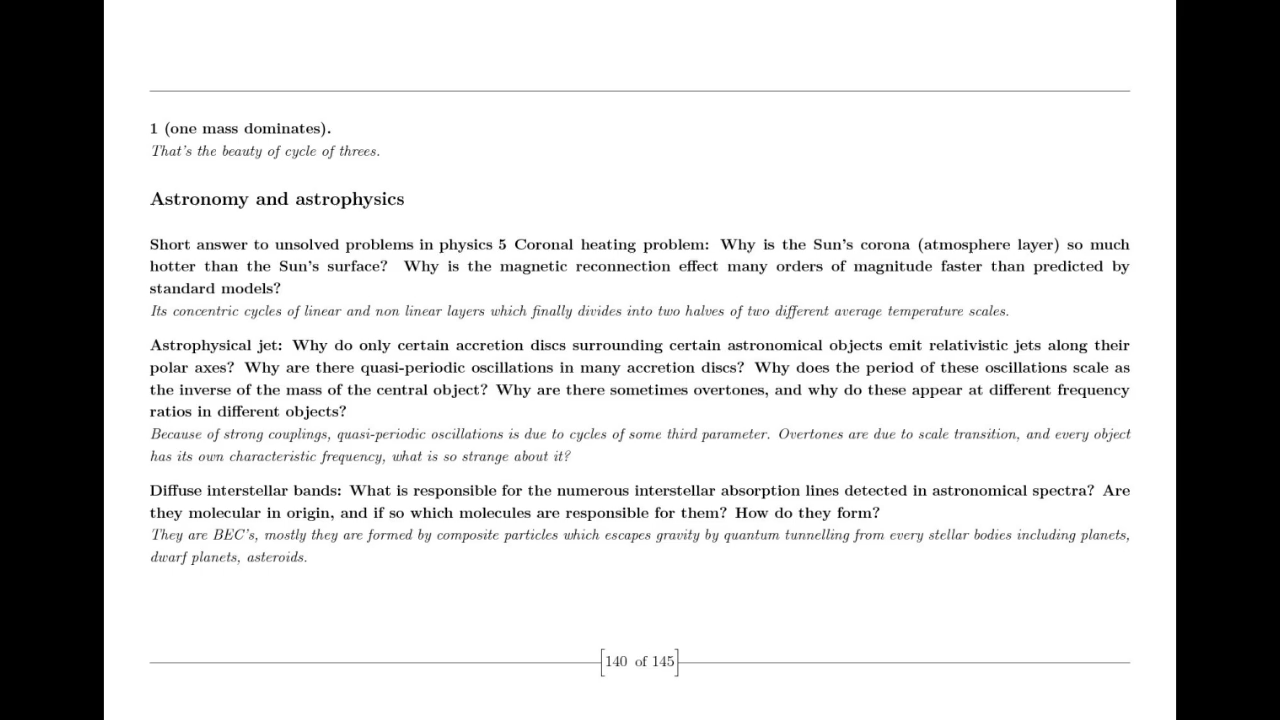 1 (one mass dominates).
That's the beauty of cycle of threes.
Astronomy and astrophysics
Short answer to unsolved problems in physics 5 Coronal heating problem: Why is the Sun's corona (atmosphere layer) so much
hotter than the Sun's surface? Why is the magnetic reconnection effect many orders of magnitude faster than predicted by
standard models?
Its concentric cycles of linear and non linear layers which finally divides into two halves of two different average temperature scales.
Astrophysical jet: Why do only certain accretion discs surrounding certain astronomical objects emit relativistic jets along their
polar axes? Why are there quasi-periodic oscillations in many accretion discs? Why does the period of these oscillations scale as
the inverse of the mass of the central object? Why are there sometimes overtones, and why do these appear at different frequency
ratios in different objects?
Because of strong couplings, quasi-periodic oscillations is due to cycles of some third parameter. Overtones are due to scale transition, and every object
has its own characteristic frequency, what is so strange about it?
Diffuse interstellar bands: What is responsible for the numerous interstellar absorption lines detected in astronomical spectra? Are
they molecular in origin, and if so which molecules are responsible for them? How do they form?
They are BEC's, mostly they are formed by composite particles which escapes gravity by quantum tunnelling from every stellar bodies including planets,
dwarf planets, asteroids.
140 of 145